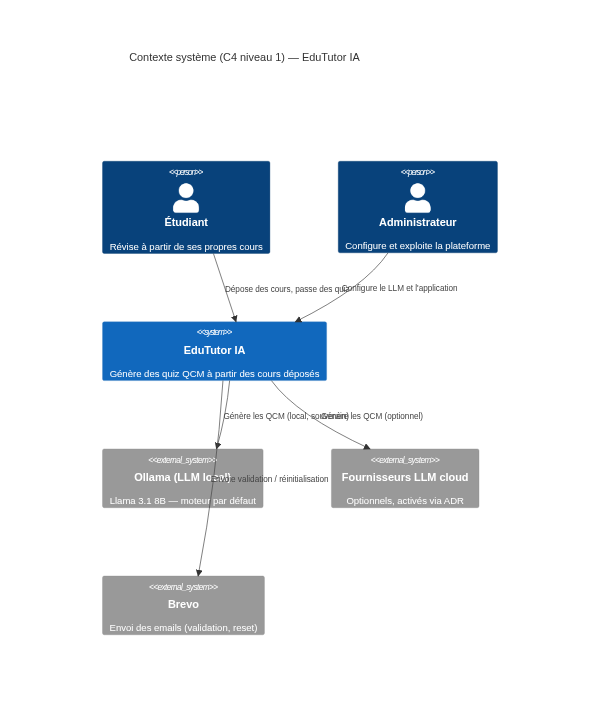 Contexte système (C4 niveau 1) — EduTutor IA
<<person>>
Étudiant
Révise à partir de ses propres cours
<<person>>
Administrateur
Configure et exploite la plateforme
Dépose des cours, passe des quiz
Configure le LLM et l'application
<<system>>
EduTutor IA
Génère des quiz QCM à partir des cours déposés
Génère les QCM (local, souverain)
Génère les QCM (optionnel)
<<external_system>>
Ollama (LLM local)
Llama 3.1 8B — moteur par défaut
<<external_system>>
Fournisseurs LLM cloud
Optionnels, activés via ADR
validation / réinitialisation
<<external_system>>
Brevo
Envoi des emails (validation, reset)